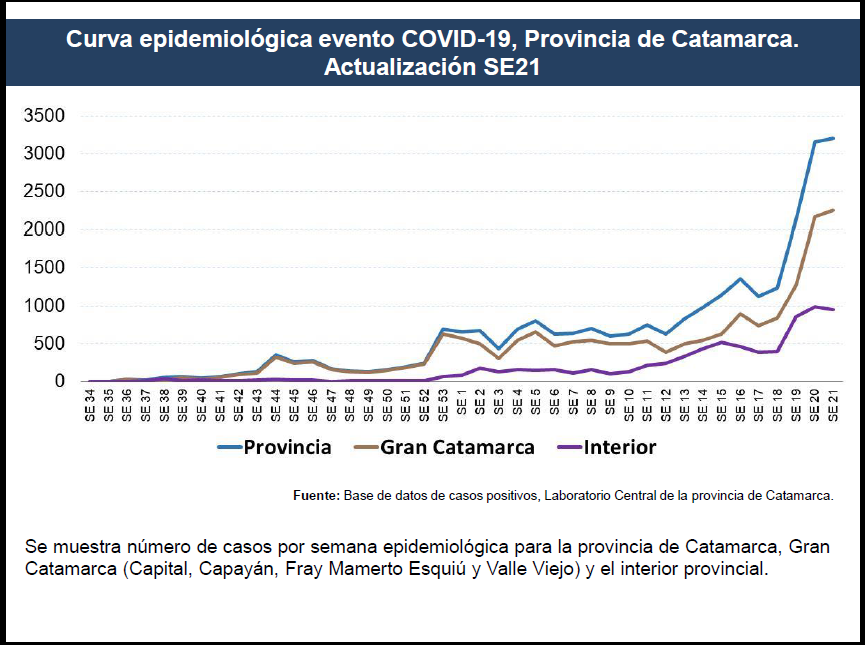 Curva epidemiológica evento COVID-19, Provincia de Catamarca.
Actualización SE21
3500
3000
2500
2000
1500
1000
500
0
SE 34
SE 35
SE 36
SE 37
SE 38
SE 39
SE 40
SE 41
SE 42
SE 43
SE 44
SE 45
SE 46
SE 47
SE 48
SE 49
SE 50
SE 51
SE 52
SE 53
SE 1
SE 2
SE 3
SE 4
SE 5
SE 6
SE 7
SE 8
SE 9
SE 10
SE 11
SE 12
SE 13
SE 14
SE 15
SE 16
SE 17
SE 18
SE 19
SE 20
SE 21
Provincia
Gran Catamarca
Interior
Fuente: Base de datos de casos positivos, Laboratorio Central de la provincia de Catamarca.
Se muestra número de casos por semana epidemiológica para la provincia de Catamarca, Gran
Catamarca (Capital, Capayán, Fray Mamerto Esquiú y Valle Viejo) y el interior provincial.